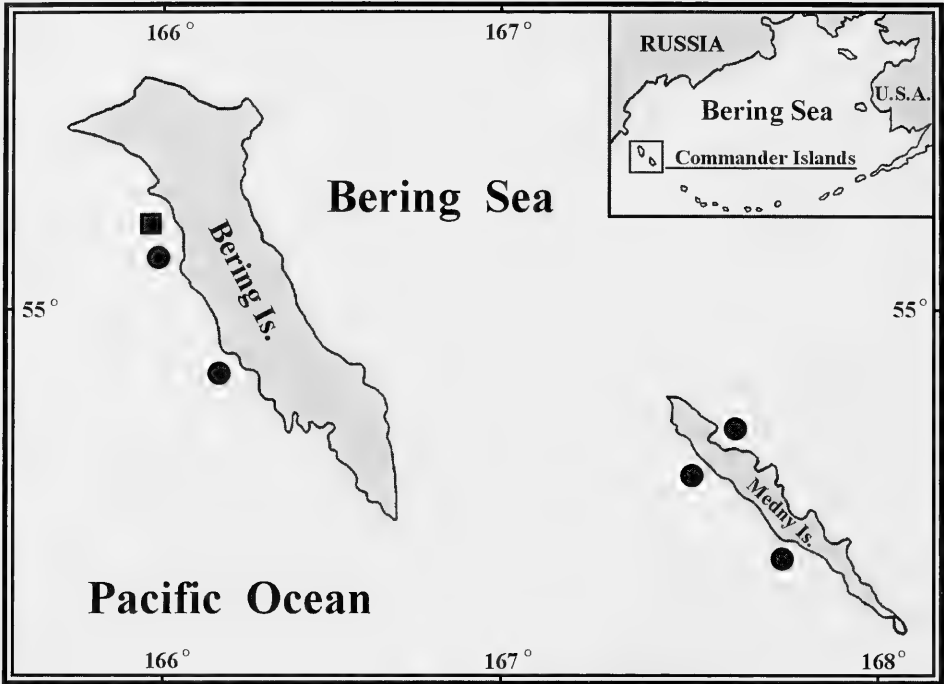 166°
167°
RUSSIA
U.S.A.
Bering Sea
Commander Islands
Bering Sea
Bering Is.
55°
55°
Medny Is.
Pacific Ocean
166°
167°
168°